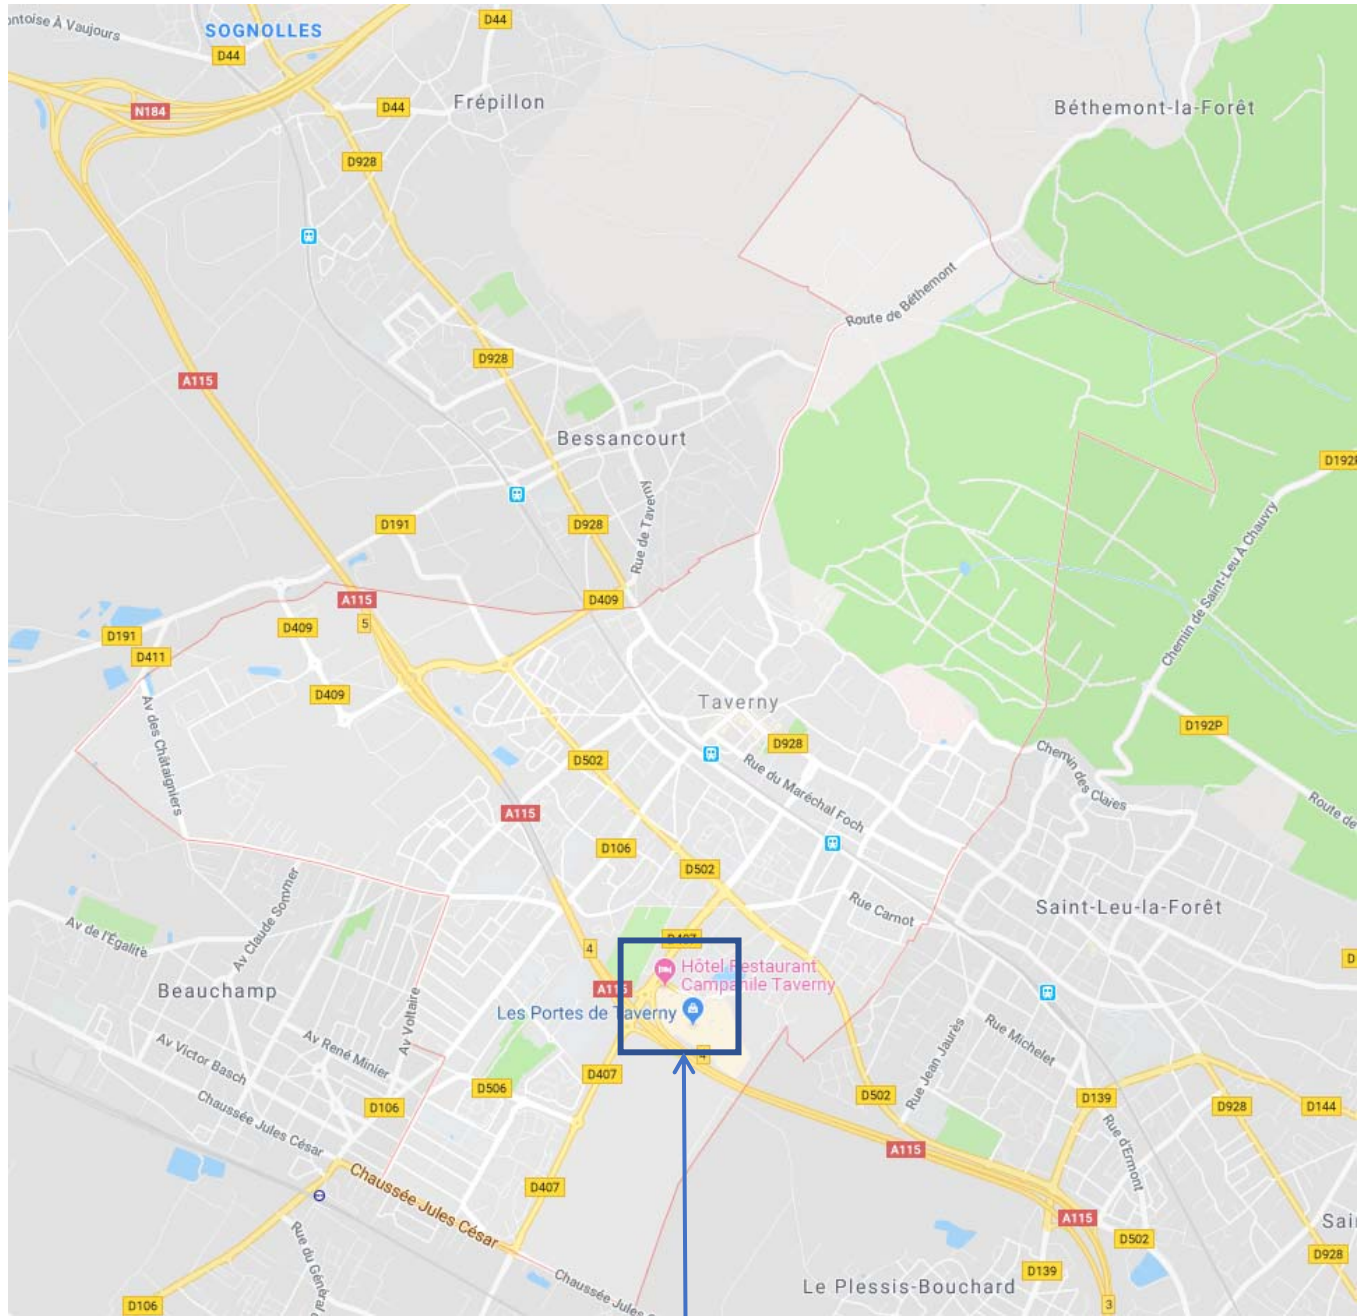 ontoise À Vaujours
SOGNOLLES
D44
D44
N184
D44
Frépillon
Béthemont-la-Forêt
D928
Route de Béthemont
D928
A115
Bessancourt
D192P
Rue de Taverny
D191
D928
Chemin de Saint-Leu À Chauvry
A115
D409
5
D409
D191
D411
D409
Av des Châtaigniers
Taverny
D928
D192P
D502
Rue du Maréchal Foch
Chemin des Claies
Route de
A115
D106
D502
Rue Carnot
Saint-Leu-la-Forêt
Av Claude Sommer
Av de l'Égalité
D407
4
D
Hôtel Restaurant
Campanile Taverny
A115
Beauchamp
Les Portes de Taverny
Av Voltaire
Rue Michelet
Rue Jean Jaurès
Av Victor Basch
Av René Minier
4
D407
D506
D502
D139
D928
D144
Chaussée Jules César
D106
Rue d'Ermont
A115
Chaussée Jules César
D407
A115
D502
Sai
D928
Rue du Général
Chaussée Jules Cés
Le Plessis-Bouchard
D139
D106
3